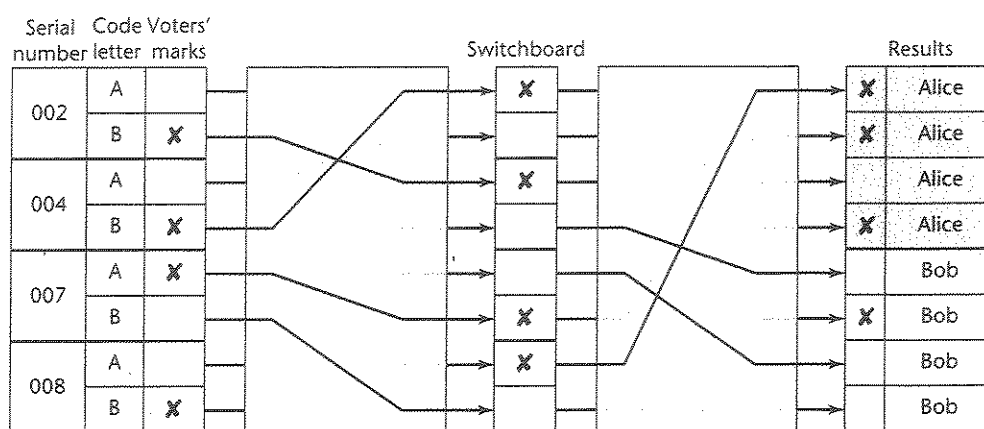 Serial Code Voters'
number letter marks Switchboard Results
A X Alice
002
B X X Alice
A X Alice
004
B X X Alice
A X Bob
007
B X X Bob
A X Bob
008
B X Bob